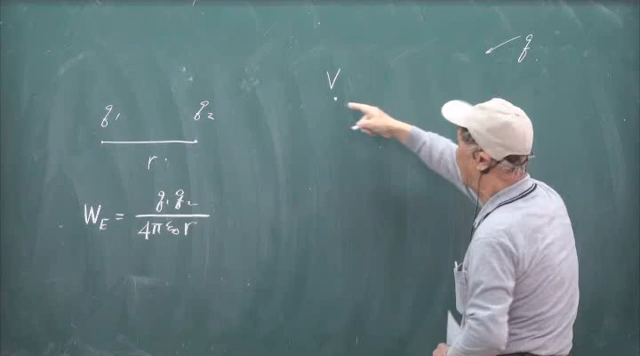 q₁ q₂
r
W_E = q₁q₂ / 4πε₀r
V
q